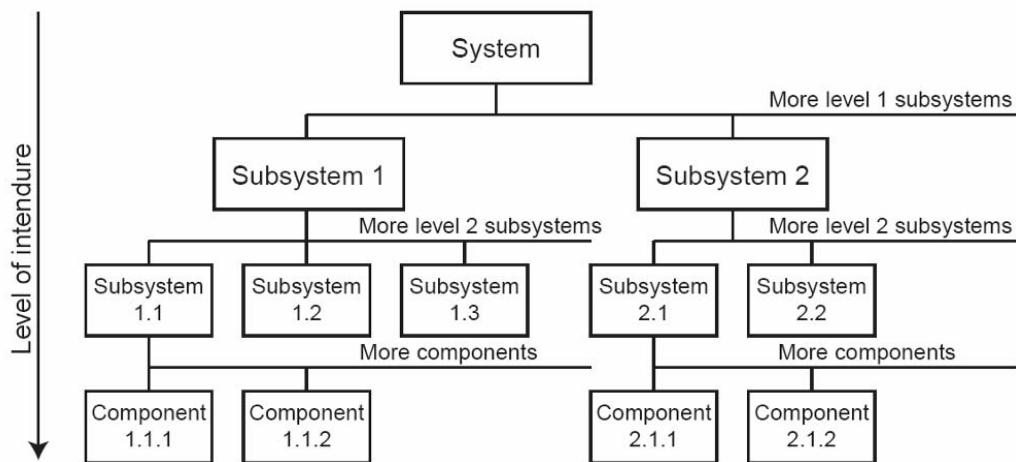 System
More level 1 subsystems
Subsystem 1
Subsystem 2
More level 2 subsystems
More level 2 subsystems
Subsystem
1.1
Subsystem
1.2
Subsystem
1.3
Subsystem
2.1
Subsystem
2.2
More components
More components
Component
1.1.1
Component
1.1.2
Component
2.1.1
Component
2.1.2
Level of intendure